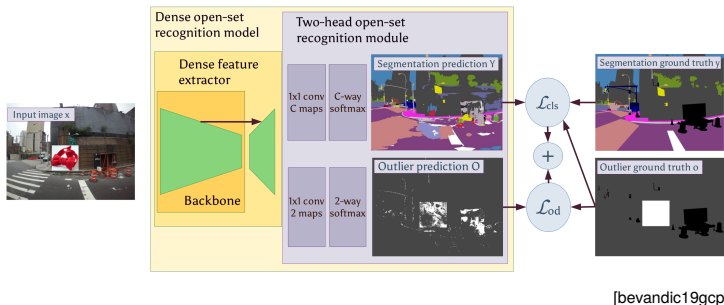 Dense open-set
recognition model
Two-head open-set
recognition module
Dense feature
extractor
Segmentation prediction Y
Segmentation ground truth y
1x1 conv
C maps
C-way
softmax
Input image x
ℒcls
+
Outlier prediction O
Outlier ground truth o
Backbone
1x1 conv
2 maps
2-way
softmax
ℒod
[bevandic19gcp